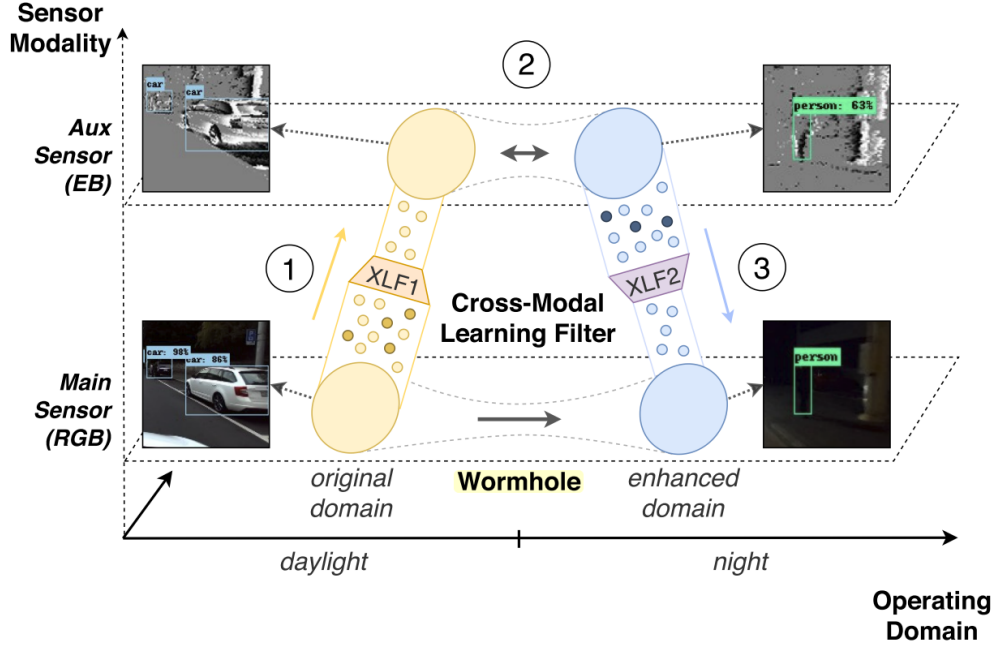 Sensor
Modality
2
car
car
person: 63%
Aux
Sensor
(EB)
1
XLF1
XLF2
3
Cross-Modal
Learning Filter
car: 98%
car: 86%
person
Main
Sensor
(RGB)
original
domain
Wormhole
enhanced
domain
daylight
night
Operating
Domain